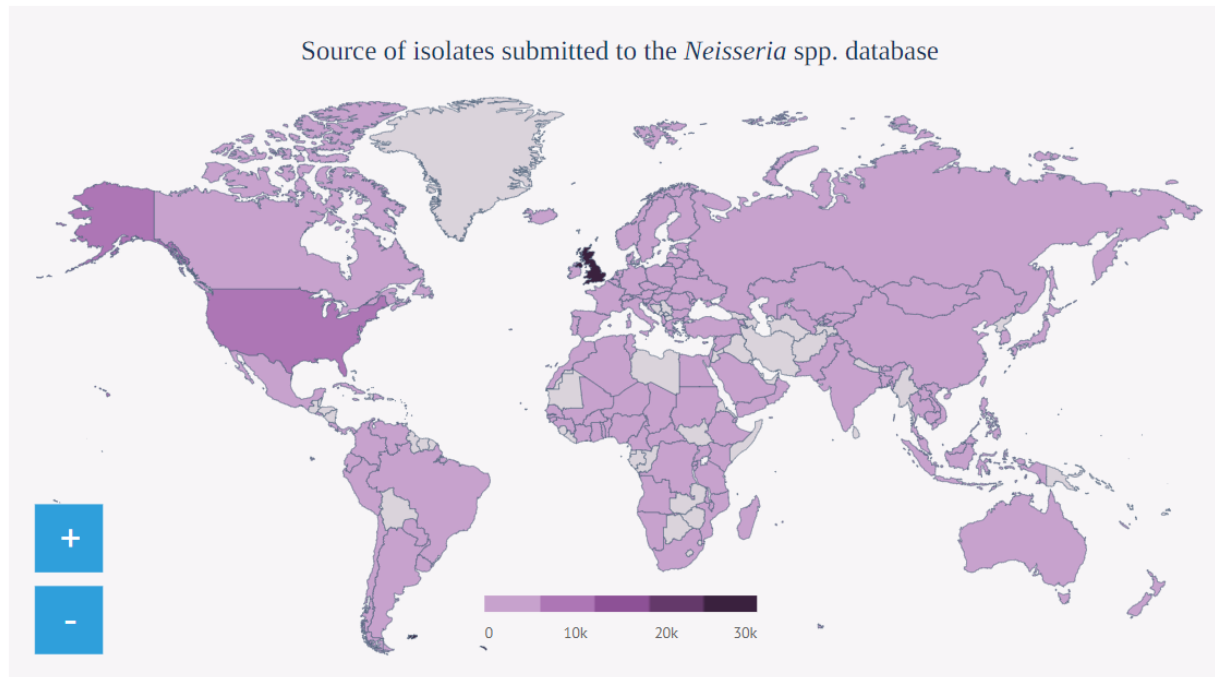 Source of isolates submitted to the Neisseria spp. database
+
-
0 10k 20k 30k